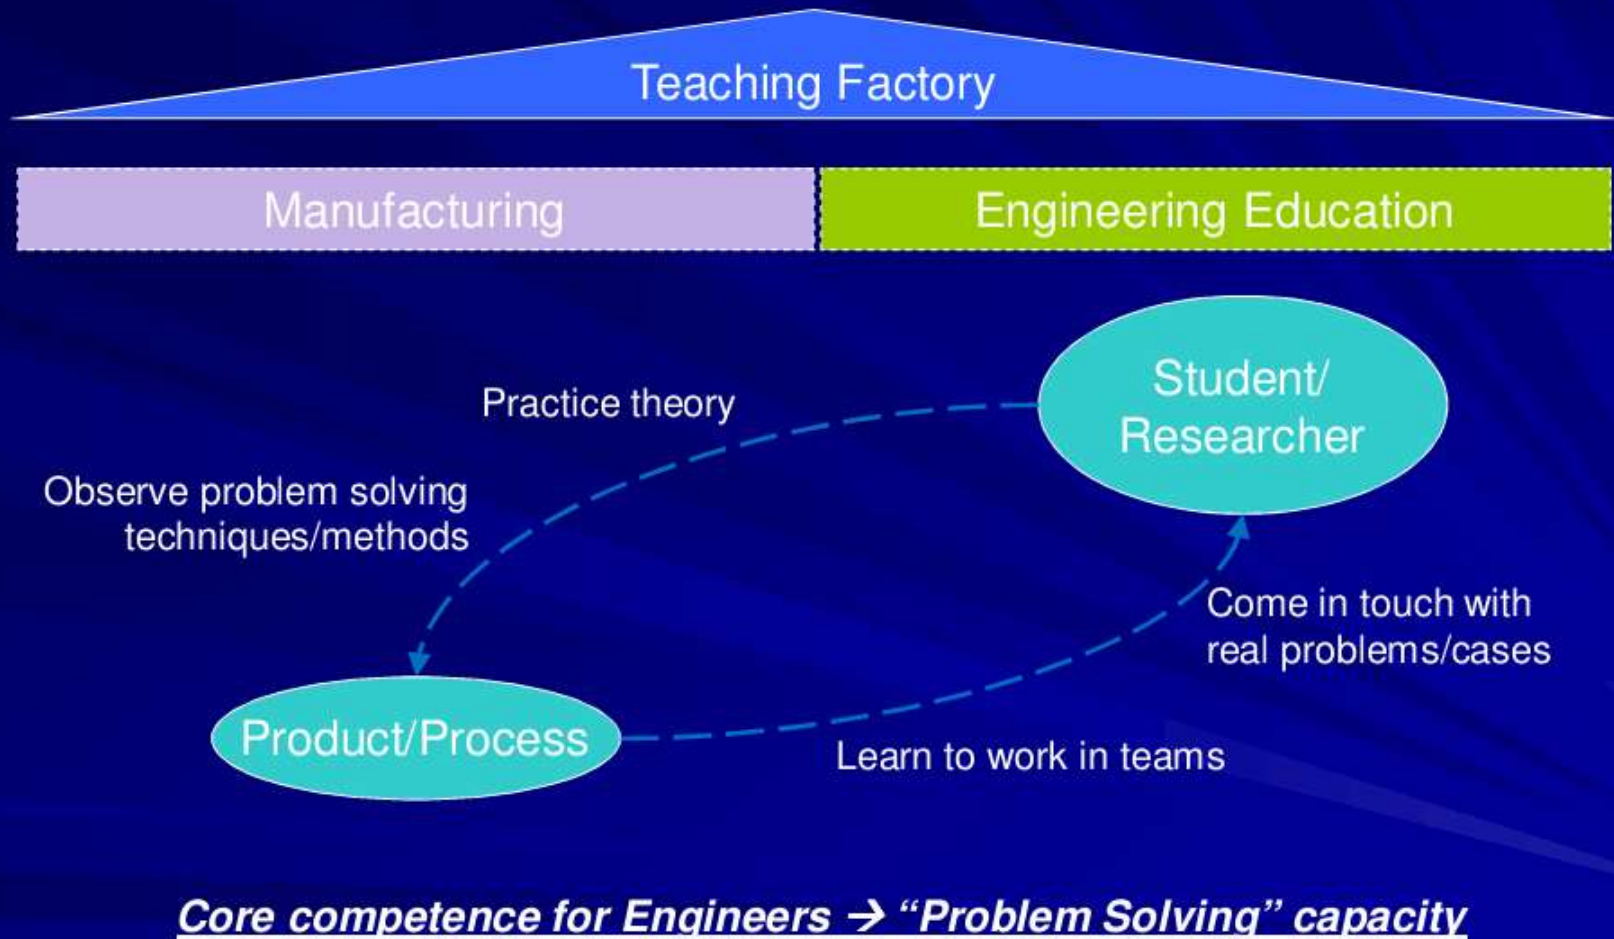 Teaching Factory
Manufacturing
Engineering Education
Student/
Researcher
Practice theory
Observe problem solving
techniques/methods
Come in touch with
real problems/cases
Product/Process
Learn to work in teams
Core competence for Engineers → “Problem Solving” capacity